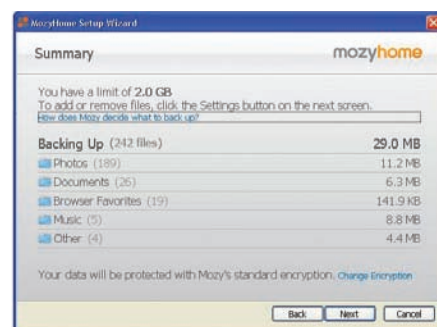 MozyHome Setup Wizard
Summary
mozyhome
You have a limit of 2.0 GB
To add or remove files, click the Settings button on the next screen.
How does Mozy decide what to back up?
Backing Up (242 files) 29.0 MB
Photos (189) 11.2 MB
Documents (26) 6.3 MB
Browser Favorites (19) 141.9 KB
Music (5) 8.8 MB
Other (4) 4.4 MB
Your data will be protected with Mozy's standard encryption. Change Encryption
Back Next Cancel